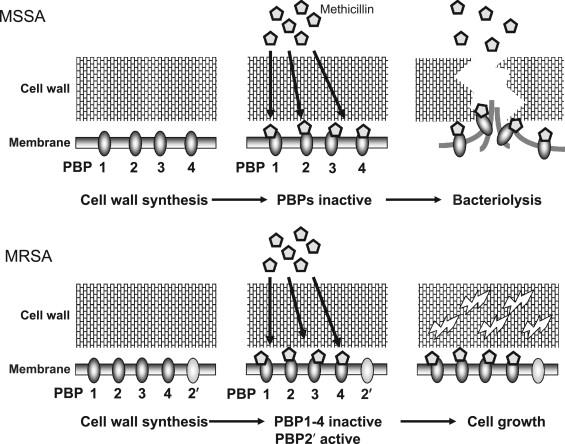 MSSA
Methicillin
Cell wall
Membrane
PBP 1 2 3 4
PBP 1 2 3 4
Cell wall synthesis PBPs inactive Bacteriolysis
MRSA
Cell wall
Membrane
PBP 1 2 3 4 2′
PBP 1 2 3 4 2′
Cell wall synthesis PBP1-4 inactive Cell growth
PBP2′ active